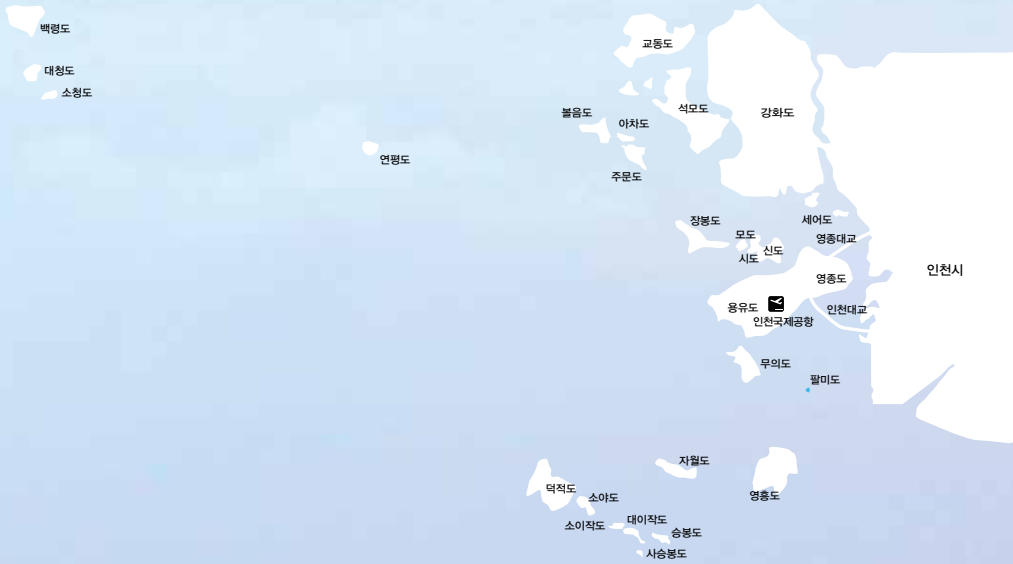 백령도
대청도
소청도
연평도
교동도
볼음도
아차도
석모도
강화도
주문도
장봉도
모도
시도
신도
세어도
영종대교
영종도
인천시
용유도
인천대교
인천국제공항
무의도
팔미도
자월도
덕적도
소야도
영흥도
소이작도
대이작도
승봉도
사승봉도